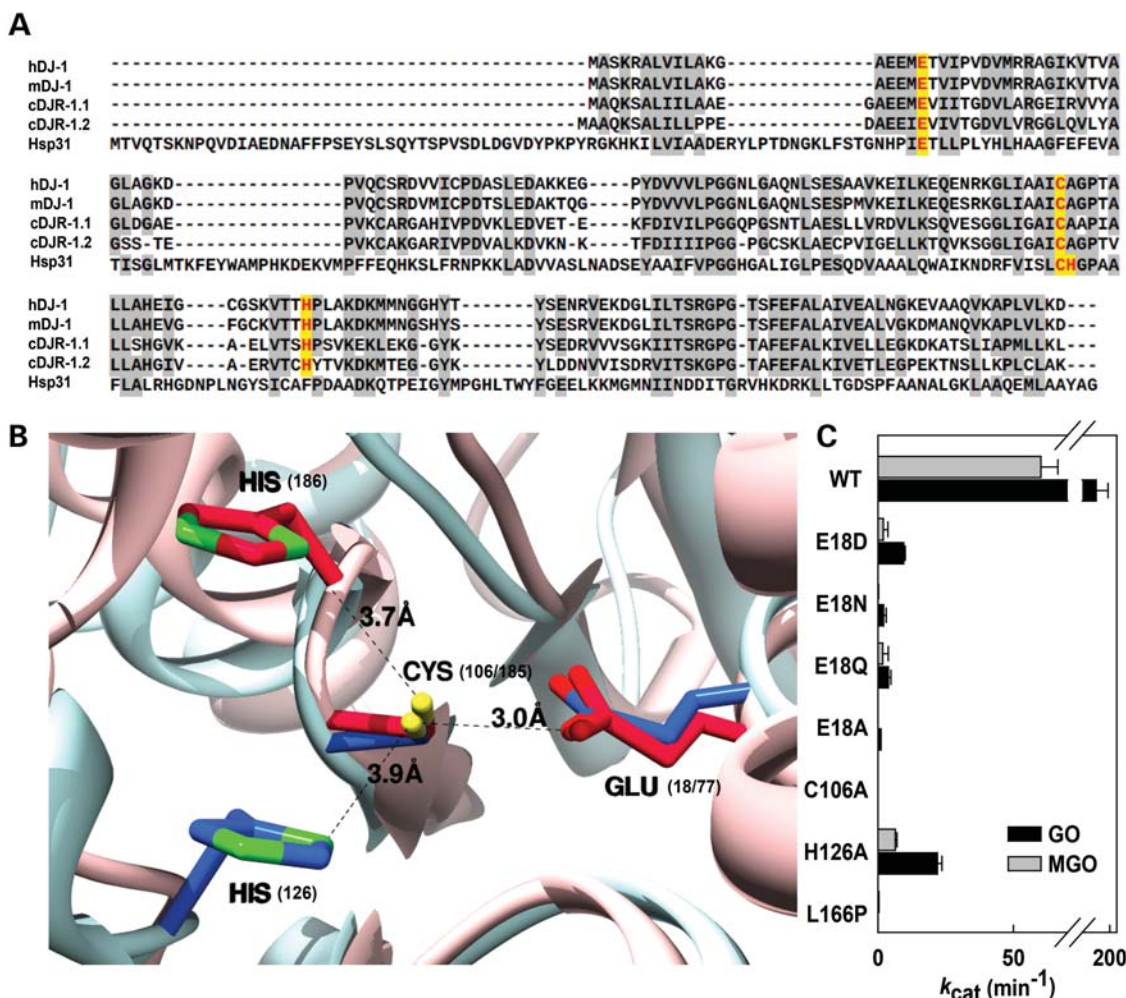 A
hDJ-1 ---------------------------------------------MASKRALVILAKG--------------AEEMETVIPVDVMRRAGIKVTVA
mDJ-1 ---------------------------------------------MASKRALVILAKG--------------AEEMETVIPVDVMRRAGIKVTVA
cDJR-1.1 ---------------------------------------------MAQKSALIILAAE-------------GAEEMEVIITGDVLARGEIRVVYA
cDJR-1.2 --------------------------------------------MAAQKSALILLPPE-------------DAEEIEVIVTGDVLVRGGLQVLYA
Hsp31 MTVQTSKNPQVDIAEDNAFFPSEYSLSQYTSPVSDLDGVDYPKPYRGKHKILVIAADERYLPTDNGKLFSTGNHPIETLLPLYHLHAAGFEFEVA
hDJ-1 GLAGKD----------------PVQCSRDVVICPDASLEDAKKEG----PYDVVVLPGGNLGAQNLSESAAVKEILKEQENRKGLIAAICAGPTA
mDJ-1 GLAGKD----------------PVQCSRDVMICPDTSLEDAKTQG----PYDVVVLPGGNLGAQNLSESPMVKEILKEQESRKGLIAAICAGPTA
cDJR-1.1 GLDGAE----------------PVKCARGAHIVPDVALEDVET-E----KFDIVILPGGQPGSNTLAESLLVRDVLKSQVESGGLIGAICAAPIA
cDJR-1.2 GSS-TE----------------PVKCAKGARIVPDVALKDVKN-K----TFDIIIIPGG-PGCSKLAECPVIGELLKTQVKSGGLIGAICAGPTV
Hsp31 TISGLMTKFEYWAMPHKDEKVMPFFEQHKSLFRNPKKLADVVASLNADSEYAAIFVPGGHGALIGLPESQDVAAALQWAIKNDRFVISLCHGPAA
hDJ-1 LLAHEIG----CGSKVTTHPLAKDKMMNGGHYT-----YSENRVEKDGLILTSRGPG-TSFEFALAIVEALNGKEVAAQVKAPLVLKD---
mDJ-1 LLAHEVG----FGCKVTTHPLAKDKMMNGSHYS-----YSESRVEKDGLILTSRGPG-TSFEFALAIVEALVGKDMANQVKAPLVLKD---
cDJR-1.1 LLSHGVK----A-ELVTSHPSVKEKLEKGG-YK-----YSEDRVVVSGKIITSRGPG-TAFEFALKIVELLEGKDKATSLIAPMLLKL---
cDJR-1.2 LLAHGIV----A-ERVTCHYTVKDKMTEGG-YK-----YLDDNVVISDRVITSKGPG-TAFEFALKIVETLEGPEKTNSLLKPLCLAK---
Hsp31 FLALRHGDNPLNGYSICAFPDAADKQTPEIGYMPGHLTWYFGEELKKMGMNIINDDITGRVHKDRKLLTGDSPFAANALGKLAAQEMLAAYAG
B
HIS (186)
3.7Å
CYS (106/185)
3.0Å
3.9Å
GLU (18/77)
HIS (126)
C
WT
E18D
E18N
E18Q
E18A
C106A
H126A
L166P
GO
MGO
0 50 200
kcat (min-1)